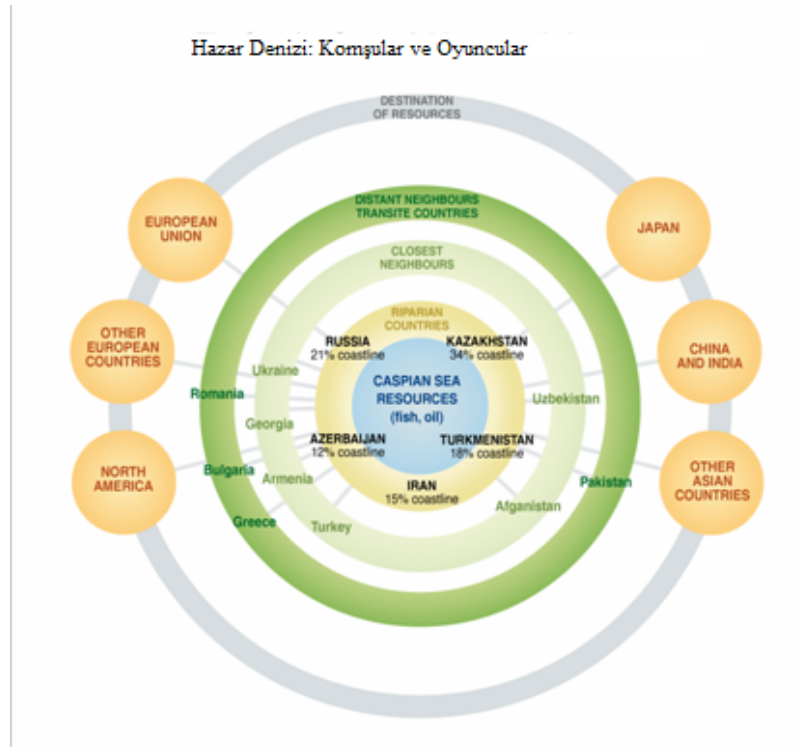 Hazar Denizi: Komşular ve Oyuncular
DESTINATION
OF RESOURCES
DISTANT NEIGHBOURS
TRANSITE COUNTRIES
EUROPEAN
UNION
JAPAN
CLOSEST
NEIGHBOURS
RIPARIAN
COUNTRIES
OTHER
EUROPEAN
COUNTRIES
RUSSIA
21% coastline
KAZAKHSTAN
34% coastline
CHINA
AND INDIA
Ukraine
Romania
CASPIAN SEA
RESOURCES
(fish, oil)
Uzbekistan
Georgia
AZERBAIJAN
12% coastline
TURKMENISTAN
18% coastline
NORTH
AMERICA
Bulgaria
Armenia
IRAN
15% coastline
Pakistan
OTHER
ASIAN
COUNTRIES
Greece
Turkey
Afganistan